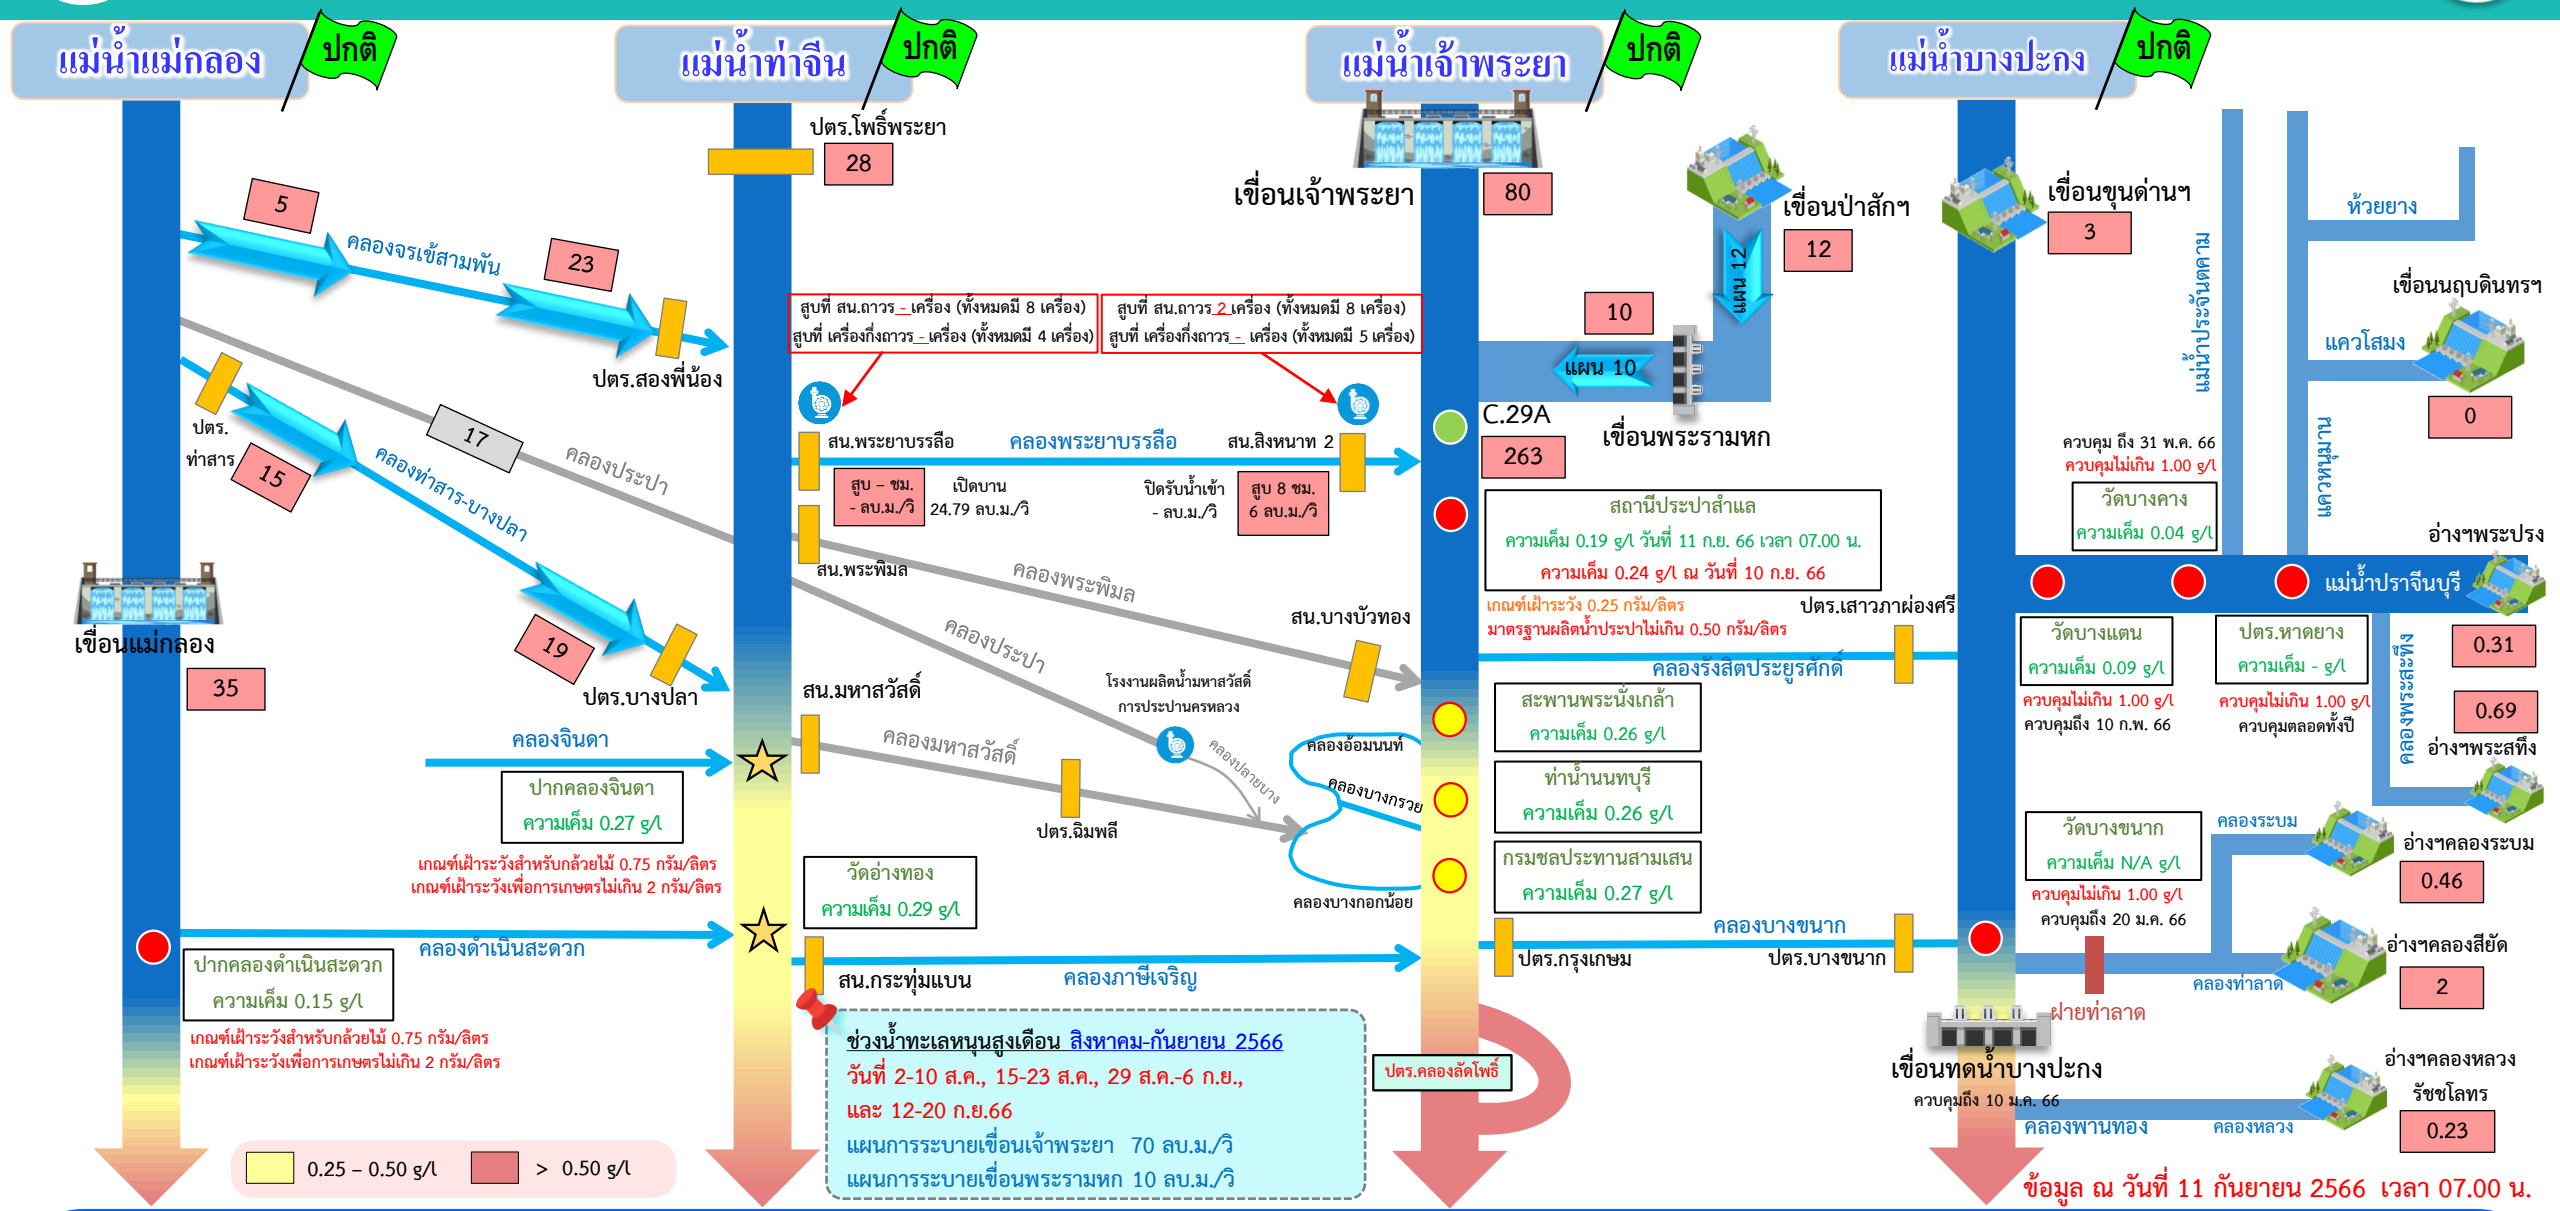 แม่น้ำแม่กลอง
ปกติ
แม่น้ำท่าจีน
ปกติ
แม่น้ำเจ้าพระยา
ปกติ
แม่น้ำบางปะกง
ปกติ
5
คลองจรเข้สามพัน
23
ปตร.สองพี่น้อง
ปตร.
ท่าสาร
15
17
คลองประปา
คลองท่าสาร-บางปลา
19
ปตร.บางปลา
เขื่อนแม่กลอง
35
คลองจินดา
ปากคลองจินดา
ความเค็ม 0.27 g/l
เกณฑ์เฝ้าระวังสำหรับกล้วยไม้ 0.75 กรัม/ลิตร
เกณฑ์เฝ้าระวังเพื่อการเกษตรไม่เกิน 2 กรัม/ลิตร
คลองดำเนินสะดวก
ปากคลองดำเนินสะดวก
ความเค็ม 0.15 g/l
เกณฑ์เฝ้าระวังสำหรับกล้วยไม้ 0.75 กรัม/ลิตร
เกณฑ์เฝ้าระวังเพื่อการเกษตรไม่เกิน 2 กรัม/ลิตร
0.25 – 0.50 g/l
> 0.50 g/l
ปตร.โพธิ์พระยา
28
สูบที่ สน.ถาวร - เครื่อง (ทั้งหมดมี 8 เครื่อง)
สูบที่ เครื่องกึ่งถาวร - เครื่อง (ทั้งหมดมี 4 เครื่อง)
สูบที่ สน.ถาวร 2 เครื่อง (ทั้งหมดมี 8 เครื่อง)
สูบที่ เครื่องกึ่งถาวร - เครื่อง (ทั้งหมดมี 5 เครื่อง)
สน.พระยาบรรลือ
คลองพระยาบรรลือ
สน.สิงหนาท 2
สูบ – ชม.
- ลบ.ม./วิ
เปิดบาน
24.79 ลบ.ม./วิ
ปิดรับน้ำเข้า
- ลบ.ม./วิ
สูบ 8 ชม.
6 ลบ.ม./วิ
สน.พระพิมล
คลองพระพิมล
คลองประปา
สน.บางบัวทอง
สน.มหาสวัสดิ์
โรงงานผลิตน้ำมหาสวัสดิ์
การประปานครหลวง
คลองมหาสวัสดิ์
คลองปลายบาง
ปตร.ฉิมพลี
คลองอ้อมนนท์
คลองบางกรวย
คลองบางกอกน้อย
วัดอ่างทอง
ความเค็ม 0.29 g/l
สน.กระทุ่มแบน
คลองภาษีเจริญ
ช่วงน้ำทะเลหนุนสูงเดือน สิงหาคม-กันยายน 2566
วันที่ 2-10 ส.ค., 15-23 ส.ค., 29 ส.ค.-6 ก.ย.,
และ 12-20 ก.ย.66
แผนการระบายเขื่อนเจ้าพระยา 70 ลบ.ม./วิ
แผนการระบายเขื่อนพระรามหก 10 ลบ.ม./วิ
เขื่อนเจ้าพระยา
80
เขื่อนป่าสักฯ
12
แผน 12
10
แผน 10
เขื่อนพระรามหก
C.29A
263
สถานีประปาสำแล
ความเค็ม 0.19 g/l วันที่ 11 ก.ย. 66 เวลา 07.00 น.
ความเค็ม 0.24 g/l ณ วันที่ 10 ก.ย. 66
เกณฑ์เฝ้าระวัง 0.25 กรัม/ลิตร
มาตรฐานผลิตน้ำประปาไม่เกิน 0.50 กรัม/ลิตร
ปตร.เสาวภาผ่องศรี
คลองรังสิตประยูรศักดิ์
สะพานพระนั่งเกล้า
ความเค็ม 0.26 g/l
ท่าน้ำนนทบุรี
ความเค็ม 0.26 g/l
กรมชลประทานสามเสน
ความเค็ม 0.27 g/l
คลองบางขนาก
ปตร.กรุงเกษม
ปตร.บางขนาก
ปตร.คลองลัดโพธิ์
เขื่อนขุนด่านฯ
3
แม่น้ำประจันตคาม
ห้วยยาง
เขื่อนนฤบดินทรฯ
แควโสมง
0
แควหนุมาน
ควบคุม ถึง 31 พ.ค. 66
ควบคุมไม่เกิน 1.00 g/l
วัดบางคาง
ความเค็ม 0.04 g/l
อ่างฯพระปรง
แม่น้ำปราจีนบุรี
0.31
วัดบางแตน
ความเค็ม 0.09 g/l
ควบคุมไม่เกิน 1.00 g/l
ควบคุมถึง 10 ก.พ. 66
ปตร.หาดยาง
ความเค็ม - g/l
ควบคุมไม่เกิน 1.00 g/l
ควบคุมตลอดทั้งปี
คลองพระสะทึง
0.69
อ่างฯพระสทึง
วัดบางขนาก
ความเค็ม N/A g/l
ควบคุมไม่เกิน 1.00 g/l
ควบคุมถึง 20 ม.ค. 66
คลองระบม
อ่างฯคลองระบม
0.46
อ่างฯคลองสียัด
2
คลองท่าลาด
ฝายท่าลาด
เขื่อนทดน้ำบางปะกง
ควบคุมถึง 10 ม.ค. 66
อ่างฯคลองหลวง
รัชชโลทร
0.23
คลองพานทอง
คลองหลวง
ข้อมูล ณ วันที่ 11 กันยายน 2566 เวลา 07.00 น.